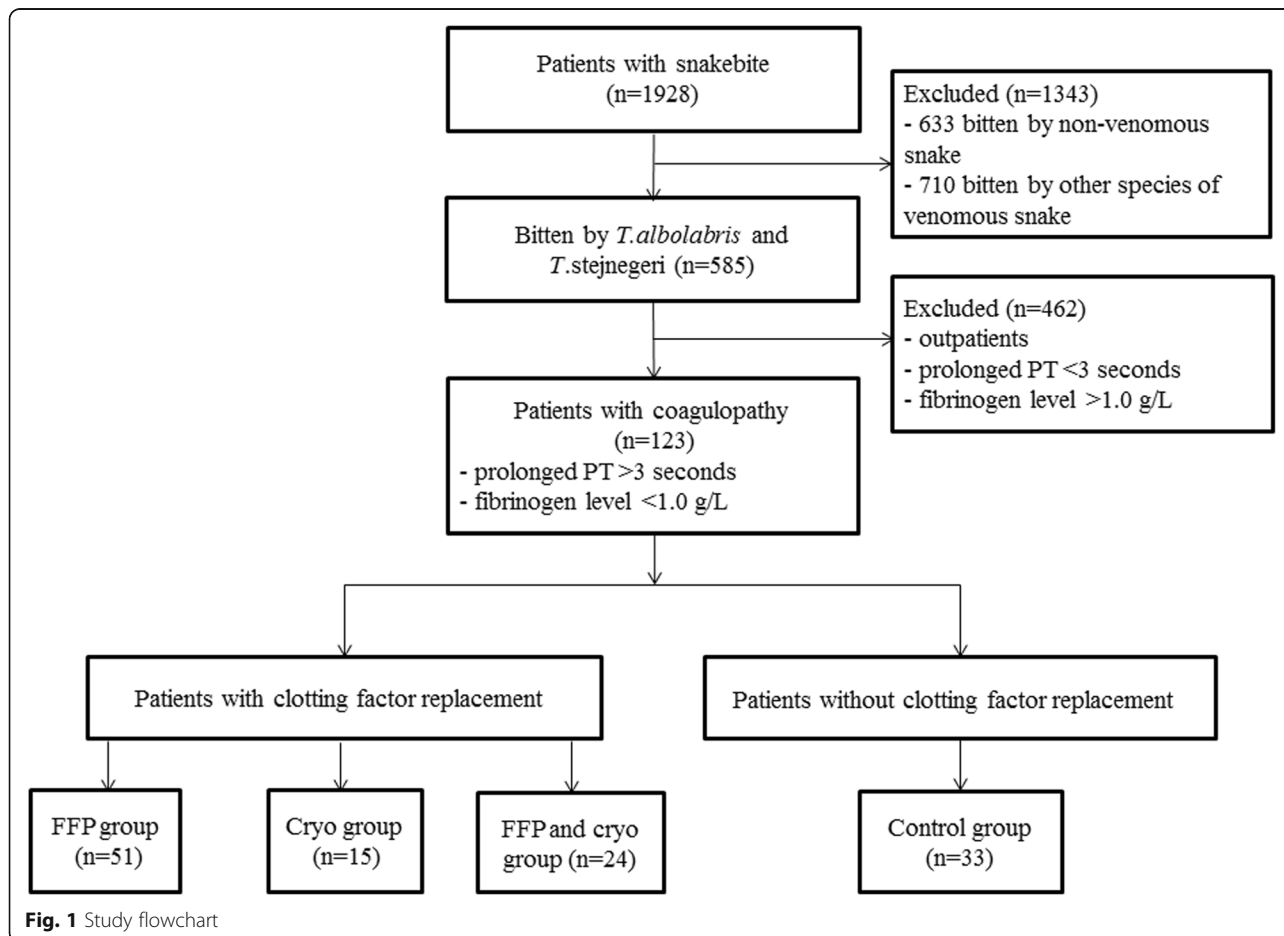 Patients with snakebite
(n=1928)
Excluded (n=1343)
- 633 bitten by non-venomous
snake
- 710 bitten by other species of
venomous snake
Bitten by T.albolabris and
T.stejnegeri (n=585)
Excluded (n=462)
- outpatients
- prolonged PT <3 seconds
- fibrinogen level >1.0 g/L
Patients with coagulopathy
(n=123)
- prolonged PT >3 seconds
- fibrinogen level <1.0 g/L
Patients with clotting factor replacement
Patients without clotting factor replacement
FFP group
(n=51)
Cryo group
(n=15)
FFP and cryo
group (n=24)
Control group
(n=33)
Fig. 1 Study flowchart